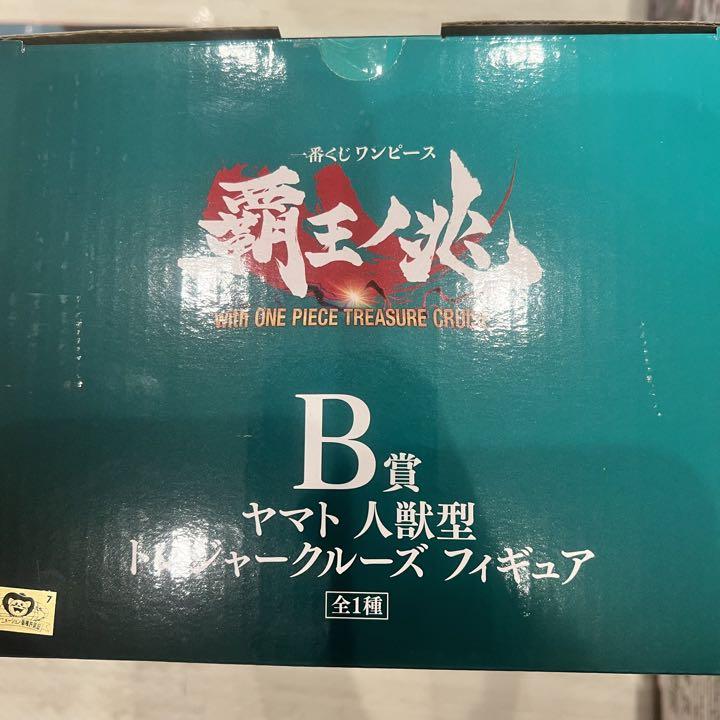 一番くじ ワンピース
覇王ノ兆
with ONE PIECE TREASURE CRUISE
B賞
ヤマト 人獣型
トレジャークルーズ フィギュア
全1種
7